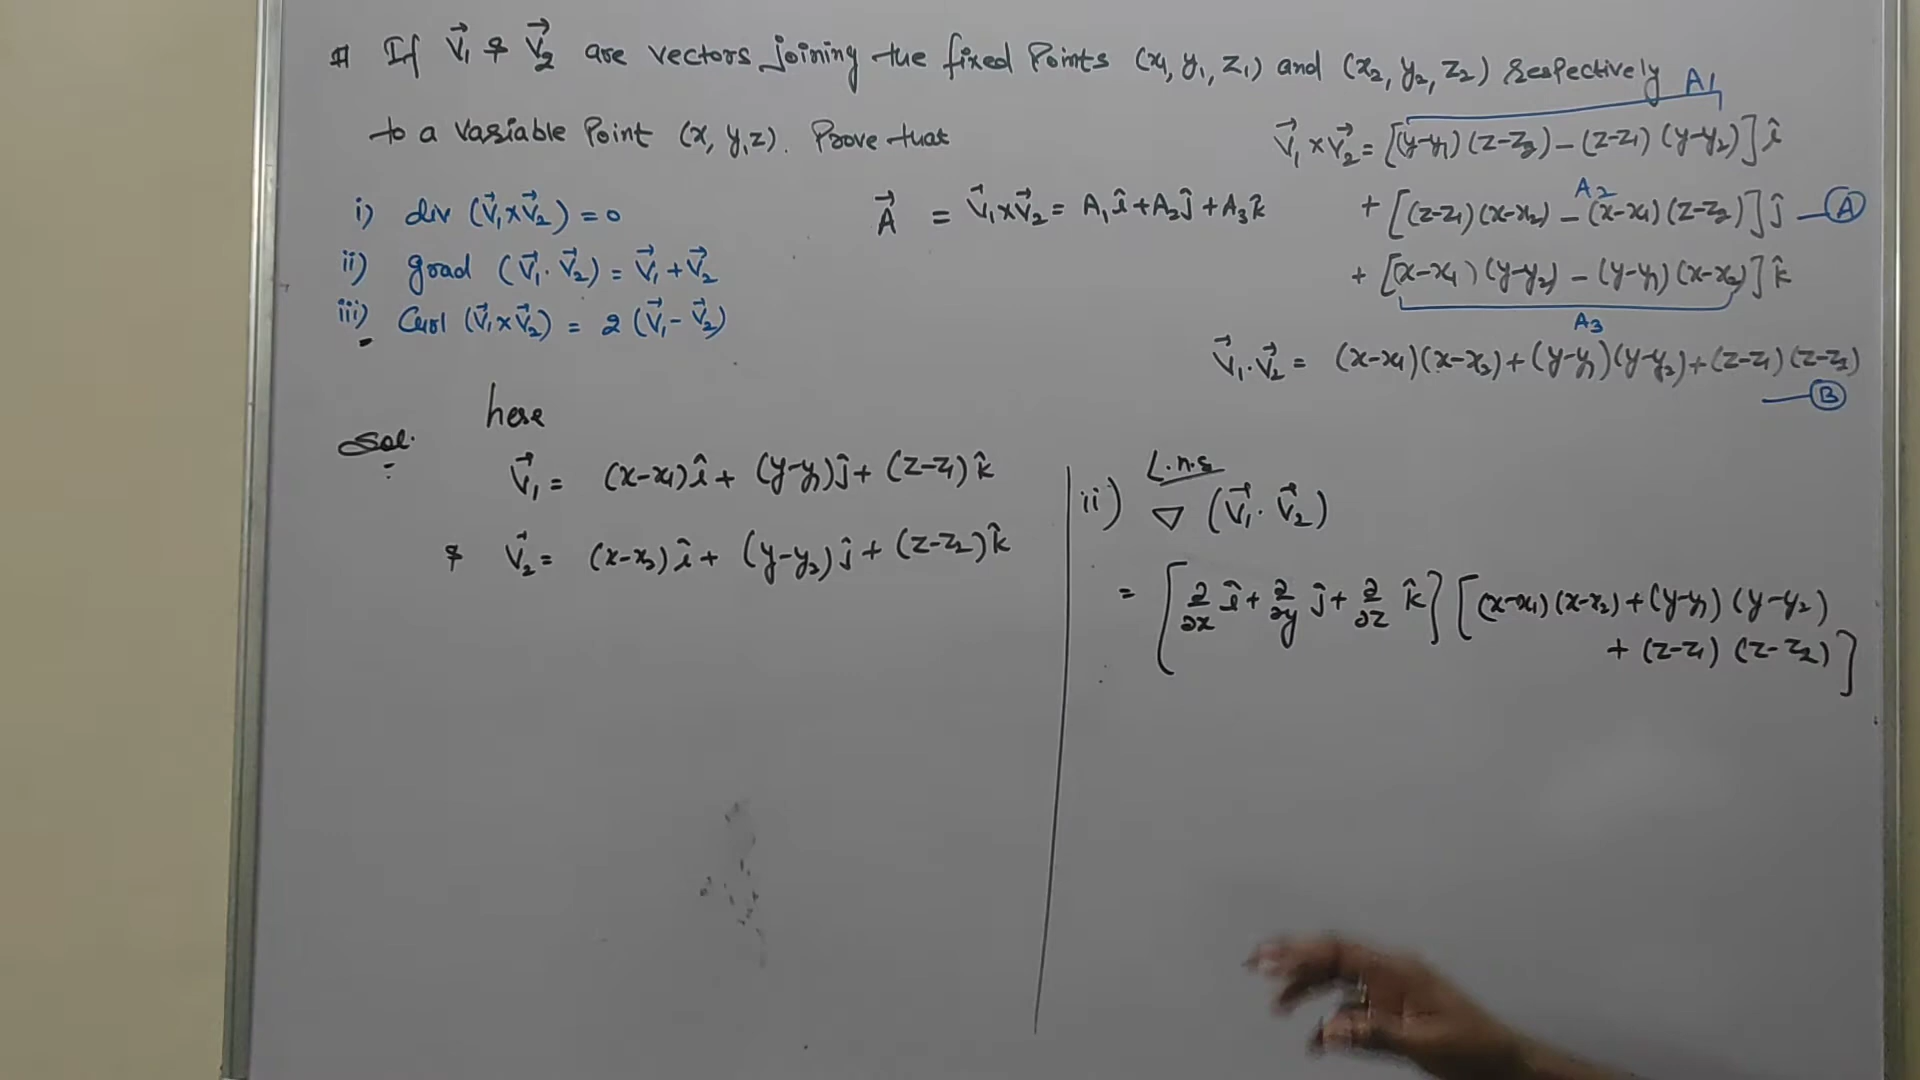 # If V⃗₁ & V⃗₂ are vectors joining the fixed Points (x₁, y₁, z₁) and (x₂, y₂, z₂) respectively
to a variable Point (x, y, z). Prove that
i) div (V⃗₁×V⃗₂) = 0
ii) grad (V⃗₁·V⃗₂) = V⃗₁+V⃗₂
iii) Curl (V⃗₁×V⃗₂) = 2 (V⃗₁-V⃗₂)
A⃗ = V⃗₁×V⃗₂ = A₁î+A₂ĵ+A₃k̂
A₁
V⃗₁×V⃗₂ = [(y-y₁)(z-z₂) - (z-z₁)(y-y₂)] î
A₂
+ [(z-z₁)(x-x₂) - (x-x₁)(z-z₂)] ĵ — Ⓐ
+ [(x-x₁)(y-y₂) - (y-y₁)(x-x₂)] k̂
A₃
V⃗₁·V⃗₂ = (x-x₁)(x-x₂)+(y-y₁)(y-y₂)+(z-z₁)(z-z₂)
— Ⓑ
Sol. here
V⃗₁ = (x-x₁)î + (y-y₁)ĵ + (z-z₁)k̂
& V⃗₂ = (x-x₂)î + (y-y₂)ĵ + (z-z₂)k̂
L.h.s
ii) ∇ (V⃗₁·V⃗₂)
= [∂/∂x î + ∂/∂y ĵ + ∂/∂z k̂] [(x-x₁)(x-x₂)+(y-y₁)(y-y₂)
+ (z-z₁)(z-z₂)]